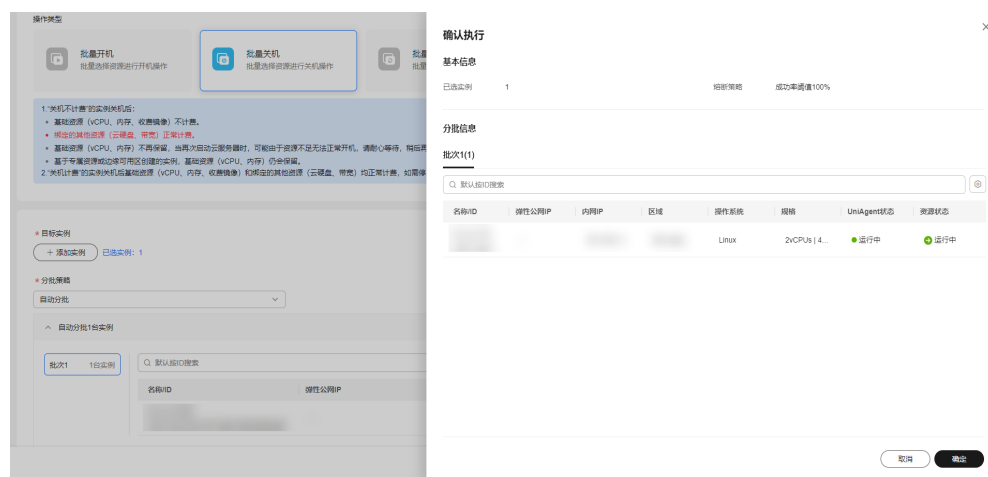 操作类型
批量开机
批量选择资源进行开机操作
批量关机
批量选择资源进行关机操作
批量
批量
1.“关机不计费”的实例关机后:
基础资源（vCPU、内存、收费镜像）不计费。
绑定的其他资源（云硬盘、带宽）正常计费。
基础资源（vCPU、内存）不再保留，当再次启动云服务器时，可能由于资源不足无法正常开机，请耐心等待，稍后再
基于专属资源或边缘可用区创建的实例，基础资源（vCPU、内存）仍会保留。
2.“关机计费”的实例关机后基础资源（vCPU、内存、收费镜像）和绑定的其他资源（云硬盘、带宽）均正常计费，如需停
* 目标实例
+ 添加实例
已选实例: 1
* 分批策略
自动分批
自动分批1台实例
批次1 1台实例
默认按ID搜索
名称/ID 弹性公网IP
确认执行
基本信息
已选实例 1 熔断策略 成功率阈值100%
分批信息
批次1(1)
默认按ID搜索
名称/ID 弹性公网IP 内网IP 区域 操作系统 规格 UniAgent状态 资源状态
Linux 2vCPUs | 4... 运行中 运行中
取消 确定